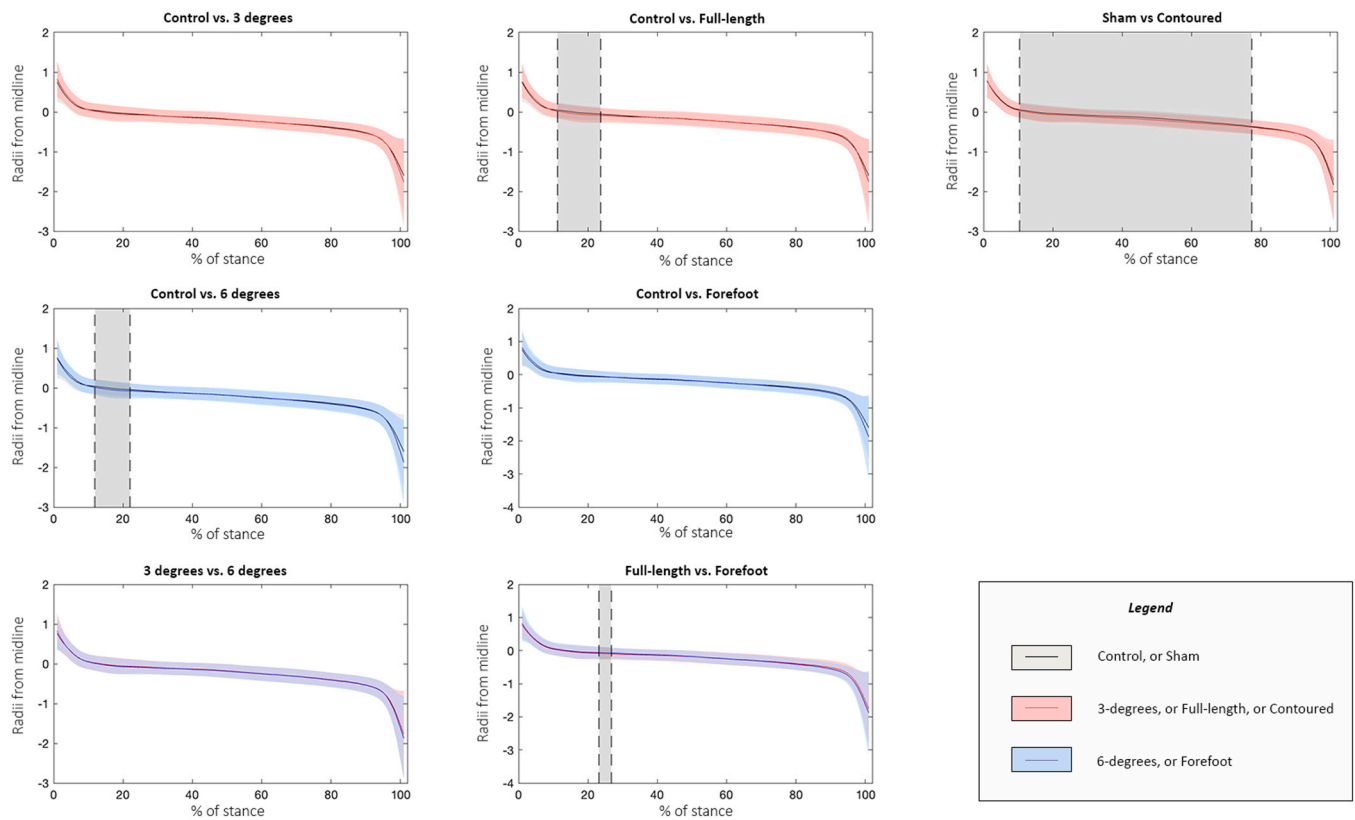 Control vs. 3 degrees
2
1
0
-1
-2
-3
0 20 40 60 80 100
Radii from midline
% of stance
Control vs. Full-length
2
1
0
-1
-2
-3
0 20 40 60 80 100
Radii from midline
% of stance
Sham vs Contoured
2
1
0
-1
-2
-3
0 20 40 60 80 100
Radii from midline
% of stance
Control vs. 6 degrees
2
1
0
-1
-2
-3
0 20 40 60 80 100
Radii from midline
% of stance
Control vs. Forefoot
2
1
0
-1
-2
-3
-4
0 20 40 60 80 100
Radii from midline
% of stance
3 degrees vs. 6 degrees
2
1
0
-1
-2
-3
0 20 40 60 80 100
Radii from midline
% of stance
Full-length vs. Forefoot
2
1
0
-1
-2
-3
-4
0 20 40 60 80 100
Radii from midline
% of stance
Legend
Control, or Sham
3-degrees, or Full-length, or Contoured
6-degrees, or Forefoot